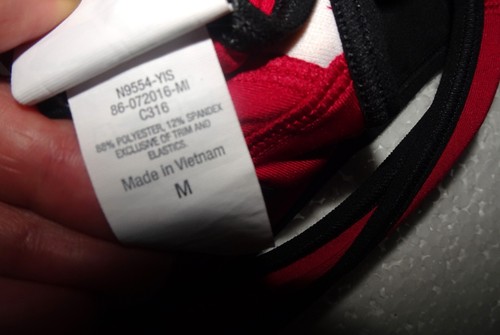 N9554-YIS
86-072016-MI
C316
88% POLYESTER, 12% SPANDEX
EXCLUSIVE OF TRIM AND
ELASTICS.
Made in Vietnam
M